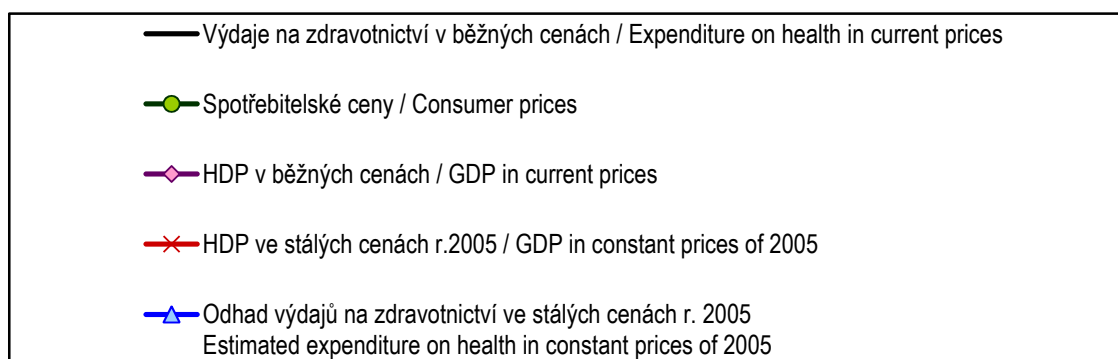 Výdaje na zdravotnictví v běžných cenách / Expenditure on health in current prices
Spotřebitelské ceny / Consumer prices
HDP v běžných cenách / GDP in current prices
HDP ve stálých cenách r.2005 / GDP in constant prices of 2005
Odhad výdajů na zdravotnictví ve stálých cenách r. 2005
Estimated expenditure on health in constant prices of 2005